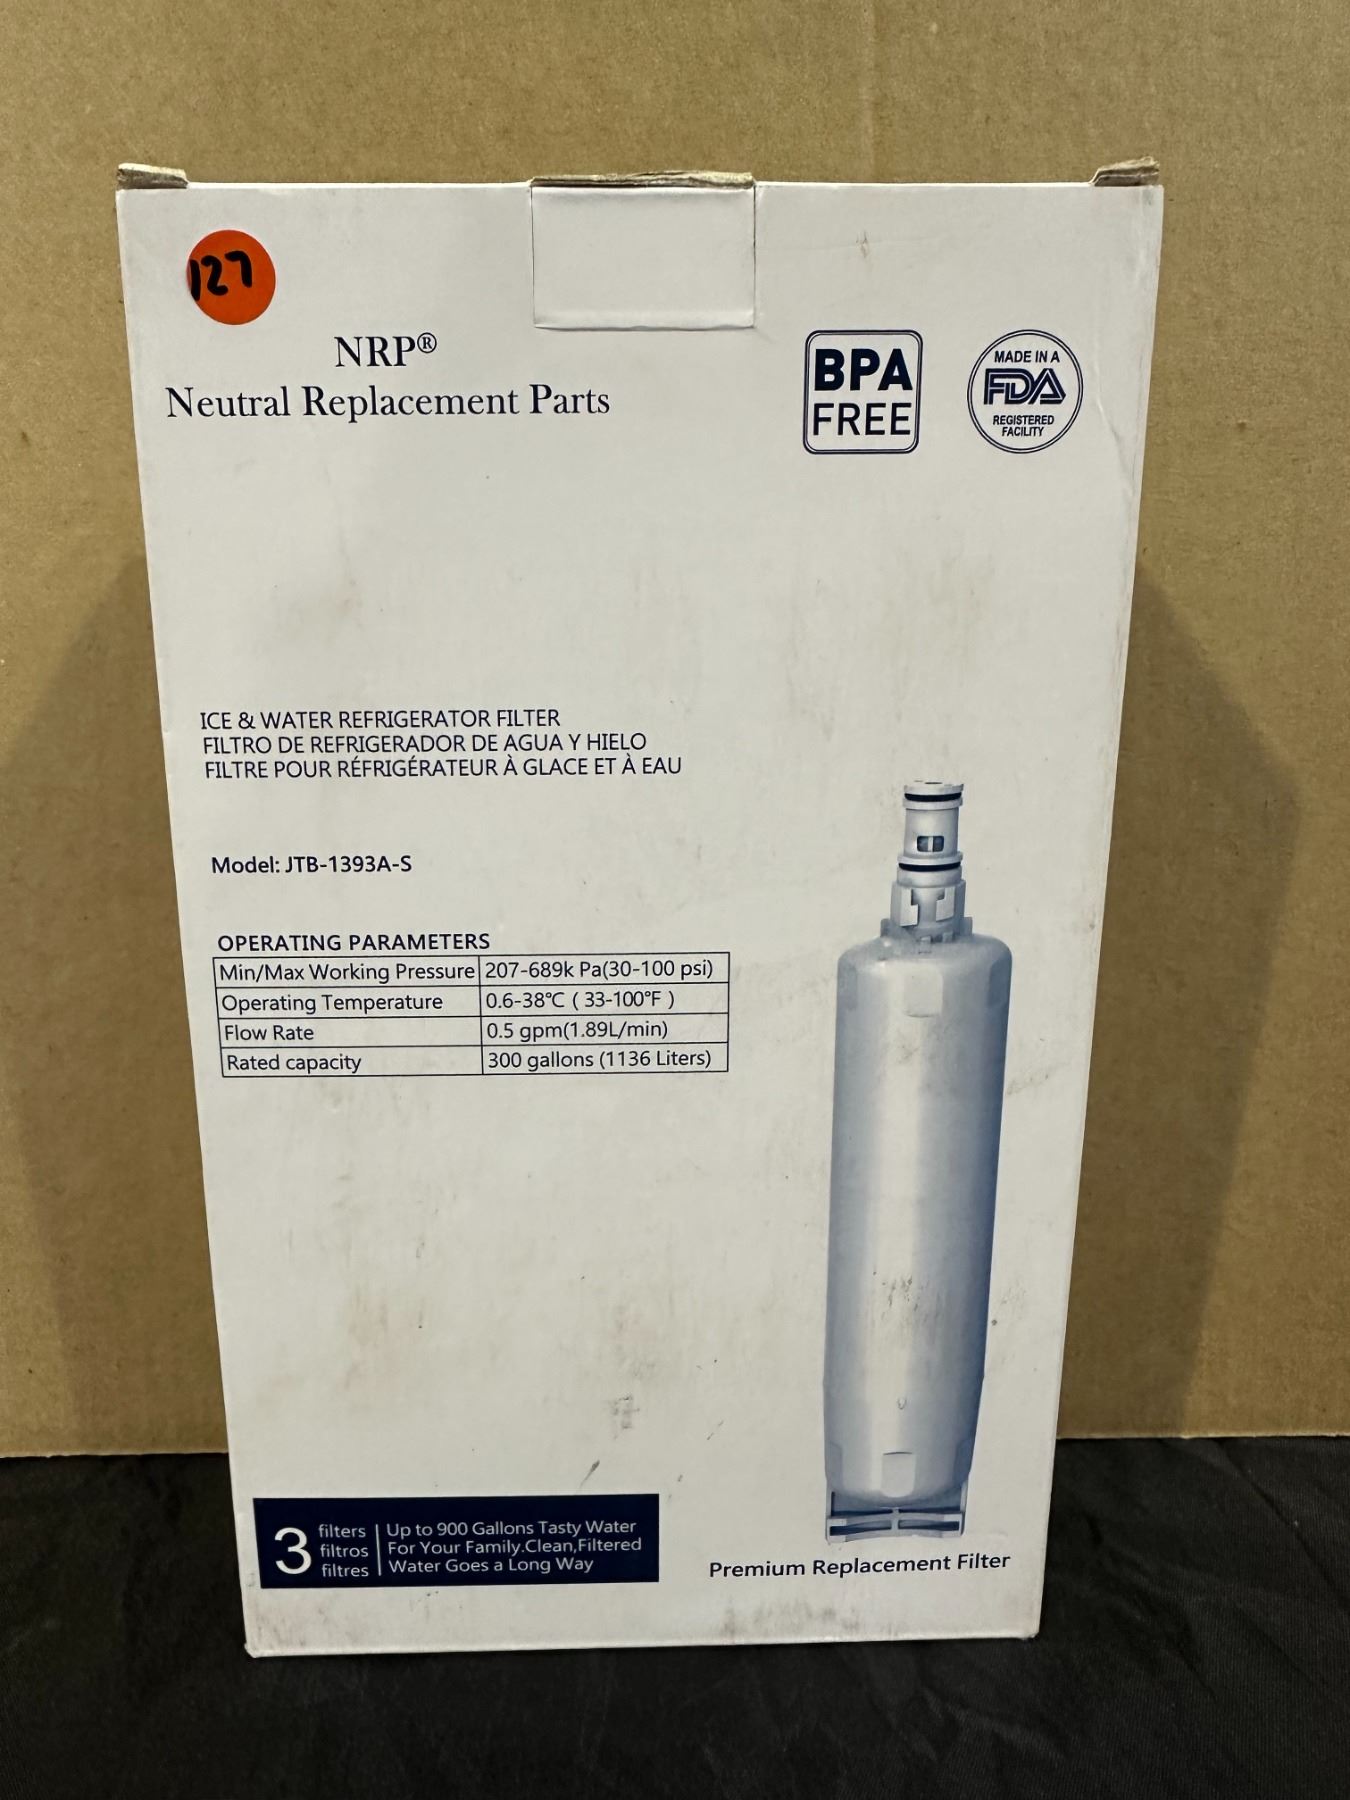 127
NRP®
Neutral Replacement Parts
BPA
FREE
MADE IN A
FDA
REGISTERED
FACILITY
ICE & WATER REFRIGERATOR FILTER
FILTRO DE REFRIGERADOR DE AGUA Y HIELO
FILTRE POUR RÉFRIGÉRATEUR À GLACE ET À EAU
Model: JTB-1393A-S
OPERATING PARAMETERS
Min/Max Working Pressure 207-689k Pa(30-100 psi)
Operating Temperature 0.6-38℃ ( 33-100°F )
Flow Rate 0.5 gpm(1.89L/min)
Rated capacity 300 gallons (1136 Liters)
3
filters
filtros
filtres
Up to 900 Gallons Tasty Water
For Your Family.Clean,Filtered
Water Goes a Long Way
Premium Replacement Filter